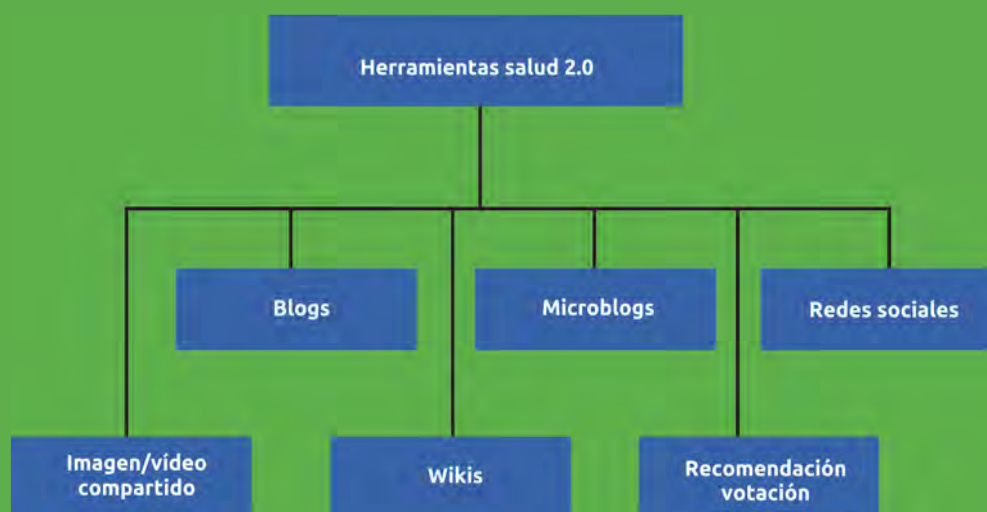 Herramientas salud 2.0
Blogs
Microblogs
Redes sociales
Imagen/vídeo
compartido
Wikis
Recomendación
votación